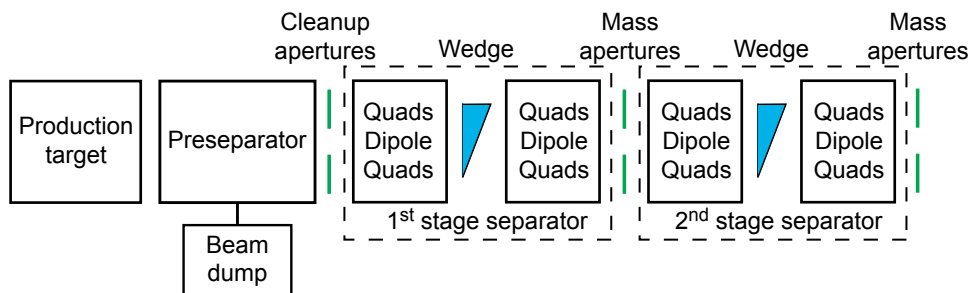 Cleanup
apertures
Wedge
Mass
apertures
Wedge
Mass
apertures
Production
target
Preseparator
Quads
Dipole
Quads
Quads
Dipole
Quads
Quads
Dipole
Quads
Quads
Dipole
Quads
1st stage separator
2nd stage separator
Beam
dump